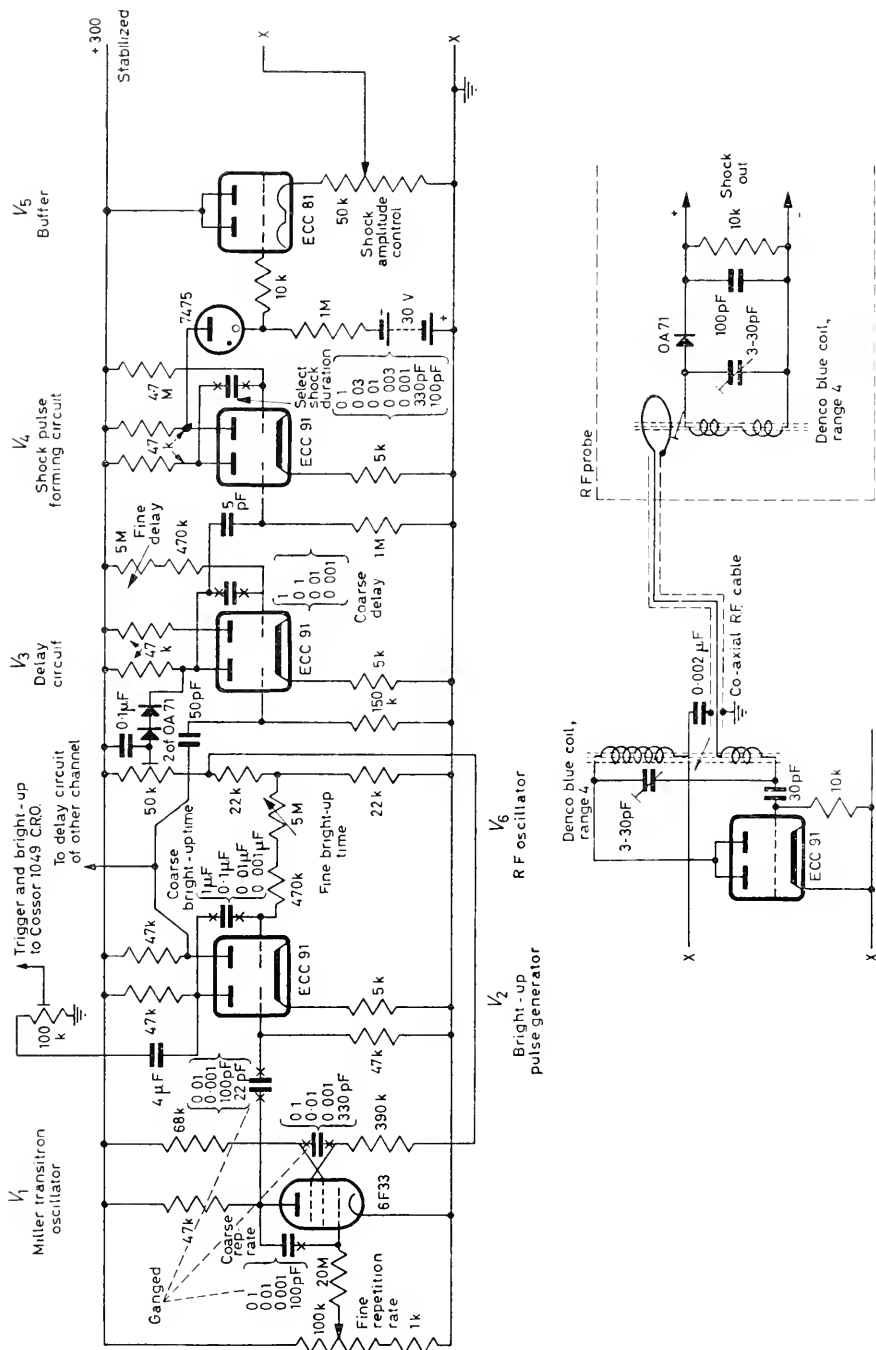 V1
Miller transitron
oscillator
V2
Bright-up
pulse generator
V3
Delay
circuit
V4
Shock pulse
forming circuit
V5
Buffer
V6
RF oscillator
Trigger and bright-up
to Cossor 1049 C.R.O.
To delay circuit
of other channel
+300
Stabilized
100
k
4 µF
Ganged
47k
68k
0 1
0 01
0 001
100pF
Coarse
rep.
rate
20M
100k
Fine repetition
rate
1k
6F33
0 1
0·01
0 001
330pF
390k
0 01
0·001
100pF
22 pF
47k
47k
47k
ECC 91
5k
Coarse
bright-up time
1µF
0·1µF
0 01µF
0 001µF
470k
5M
Fine bright-up
time
50k
22k
22k
0·1µF
2 of OA71
50pF
150
k
47
k
ECC 91
5k
5M
Fine delay
470k
1
0 1
0 01
0 001
Coarse
delay
5
pF
1M
47
k
47
M
ECC 91
5k
Select
shock
duration
0 1
0 03
0 01
0 003
0 001
330pF
100pF
7475
1M
30 V
-
+
10k
ECC 81
50k
Shock
amplitude
control
X
X
X
X
Denco blue coil,
range 4
3-30pF
ECC 91
30pF
10k
0·002 µF
Co-axial RF cable
RF probe
OA71
100pF
3-30pF
10k
+
Shock
out
-
Denco blue coil,
range 4